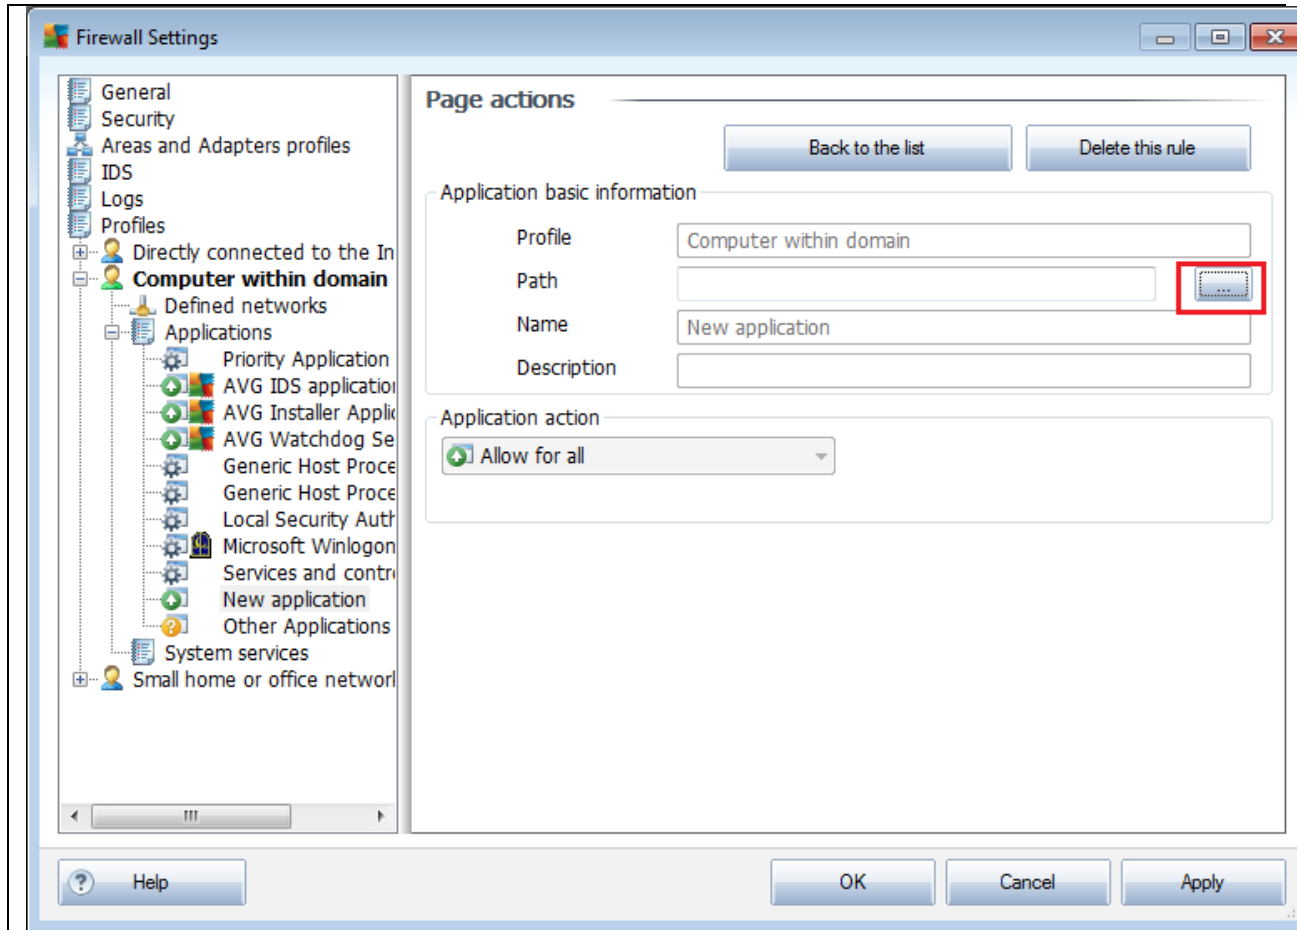 Firewall Settings
General
Security
Areas and Adapters profiles
IDS
Logs
Profiles
Directly connected to the In
Computer within domain
Defined networks
Applications
Priority Application
AVG IDS application
AVG Installer Applic
AVG Watchdog Se
Generic Host Proce
Generic Host Proce
Local Security Auth
Microsoft Winlogon
Services and contro
New application
Other Applications
System services
Small home or office network
Page actions
Back to the list
Delete this rule
Application basic information
Profile
Computer within domain
Path
...
Name
New application
Description
Application action
Allow for all
? Help
OK
Cancel
Apply